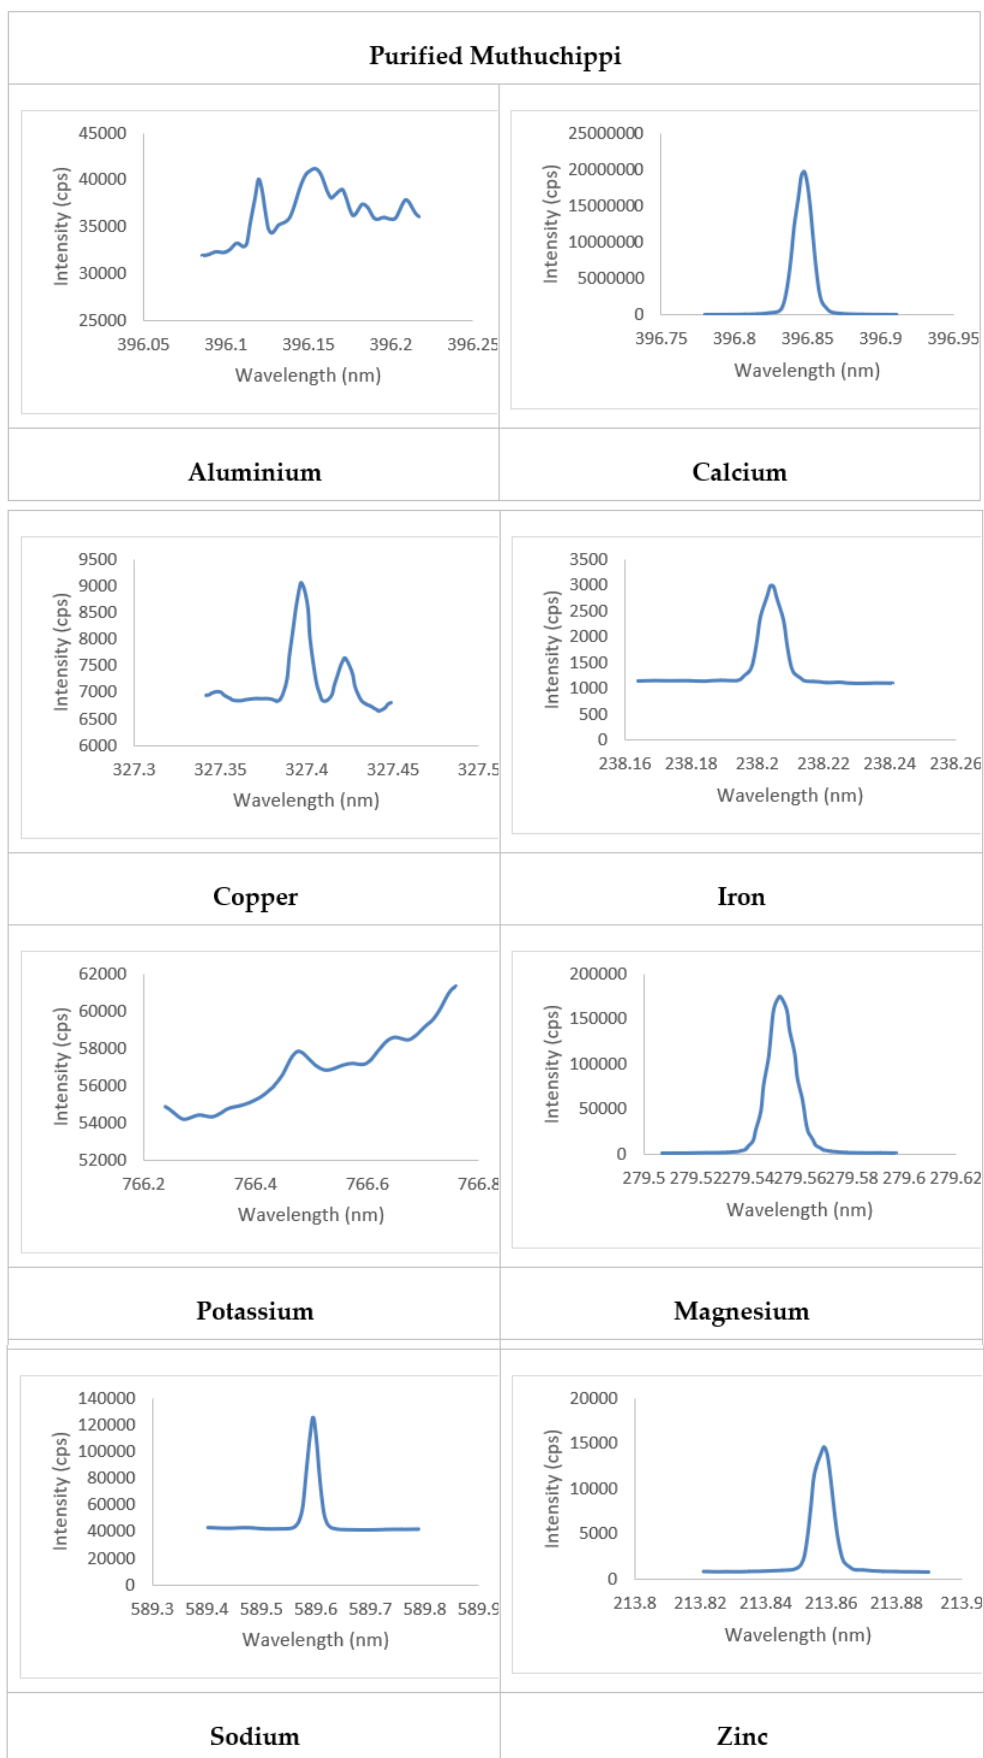 Purified Muthuchippi
45000
40000
35000
30000
25000
Intensity (cps)
396.05 396.1 396.15 396.2 396.25
Wavelength (nm)
25000000
20000000
15000000
10000000
5000000
0
Intensity (cps)
396.75 396.8 396.85 396.9 396.95
Wavelength (nm)
Aluminium
Calcium
9500
9000
8500
8000
7500
7000
6500
6000
Intensity (cps)
327.3 327.35 327.4 327.45 327.5
Wavelength (nm)
3500
3000
2500
2000
1500
1000
500
0
Intensity (cps)
238.16 238.18 238.2 238.22 238.24 238.26
Wavelength (nm)
Copper
Iron
62000
60000
58000
56000
54000
52000
Intensity (cps)
766.2 766.4 766.6 766.8
Wavelength (nm)
200000
150000
100000
50000
0
Intensity (cps)
279.5 279.52 279.54 279.56 279.58 279.6 279.62
Wavelength (nm)
Potassium
Magnesium
140000
120000
100000
80000
60000
40000
20000
0
Intensity (cps)
589.3 589.4 589.5 589.6 589.7 589.8 589.9
Wavelength (nm)
20000
15000
10000
5000
0
Intensity (cps)
213.8 213.82 213.84 213.86 213.88 213.9
Wavelength (nm)
Sodium
Zinc